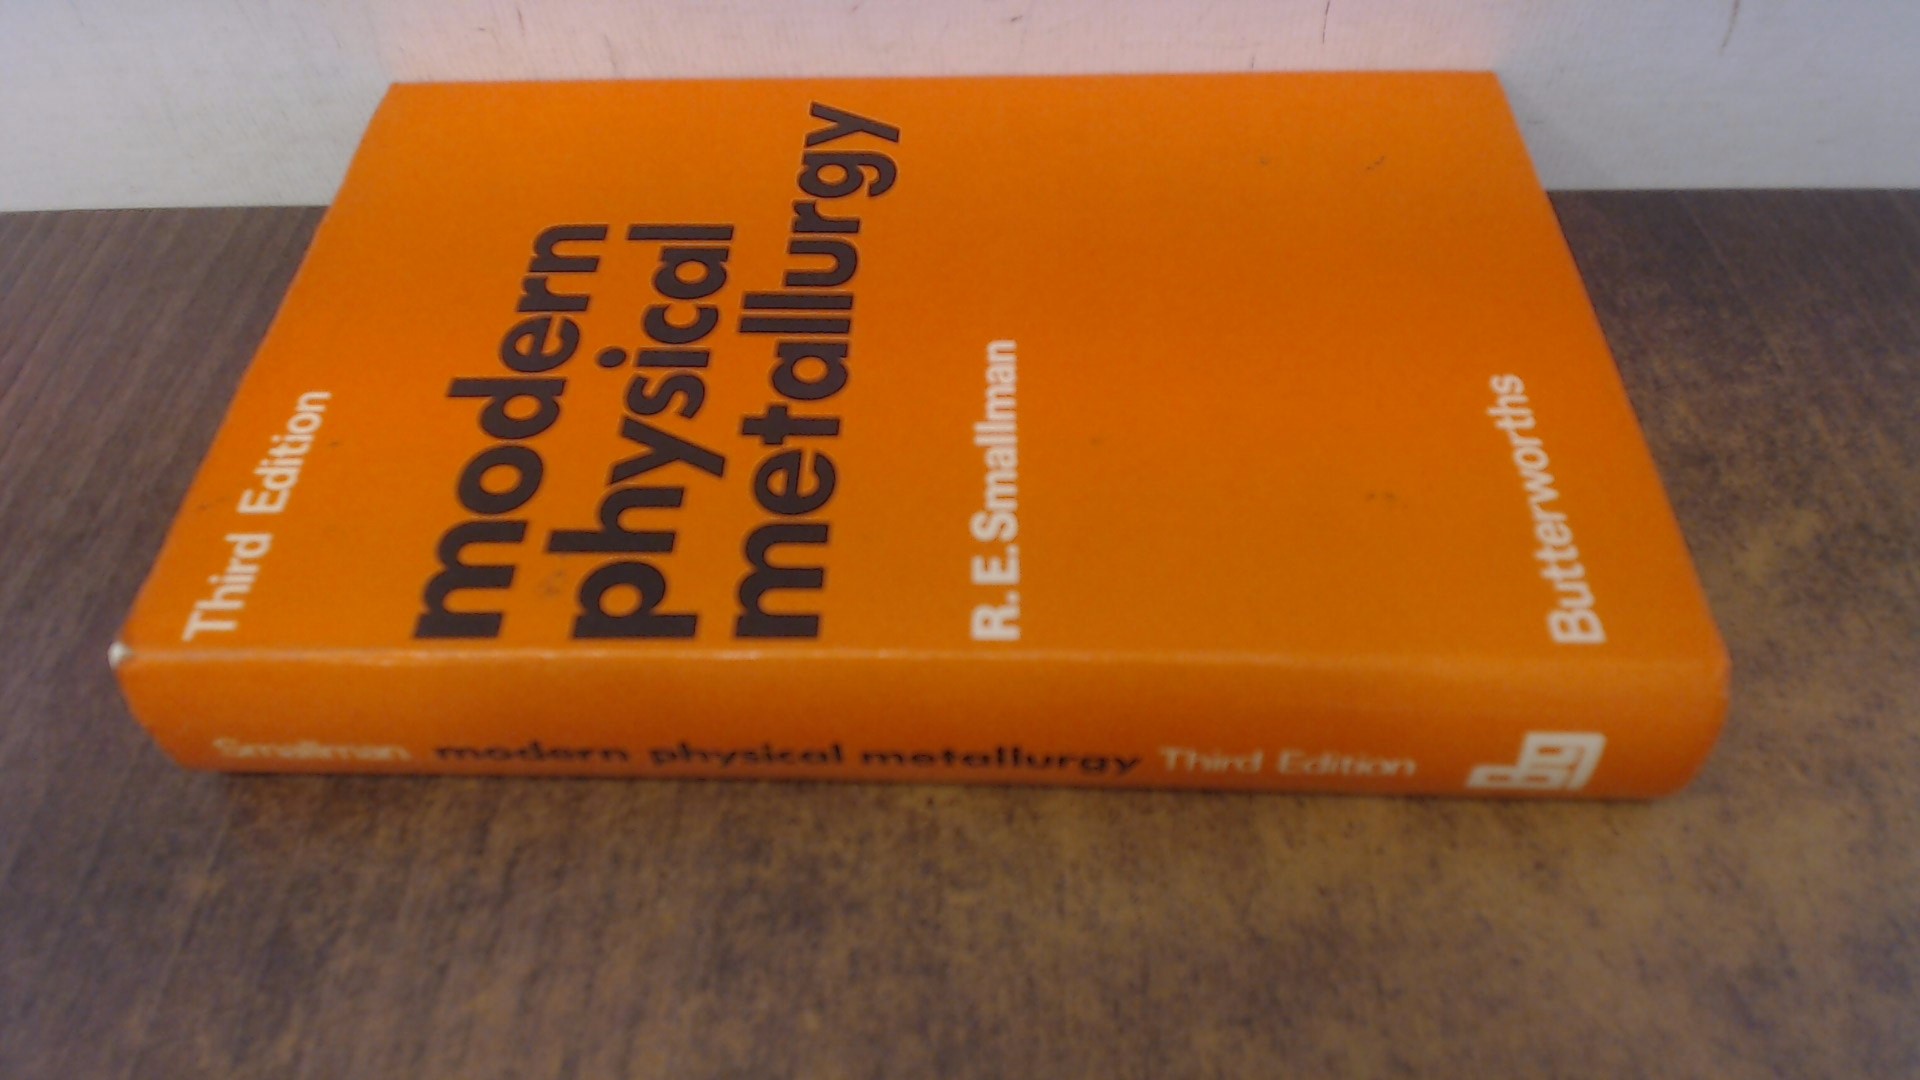 Third Edition
modern
physical
metallurgy
R. E. Smallman
Butterworths
Smallman modern physical metallurgy Third Edition